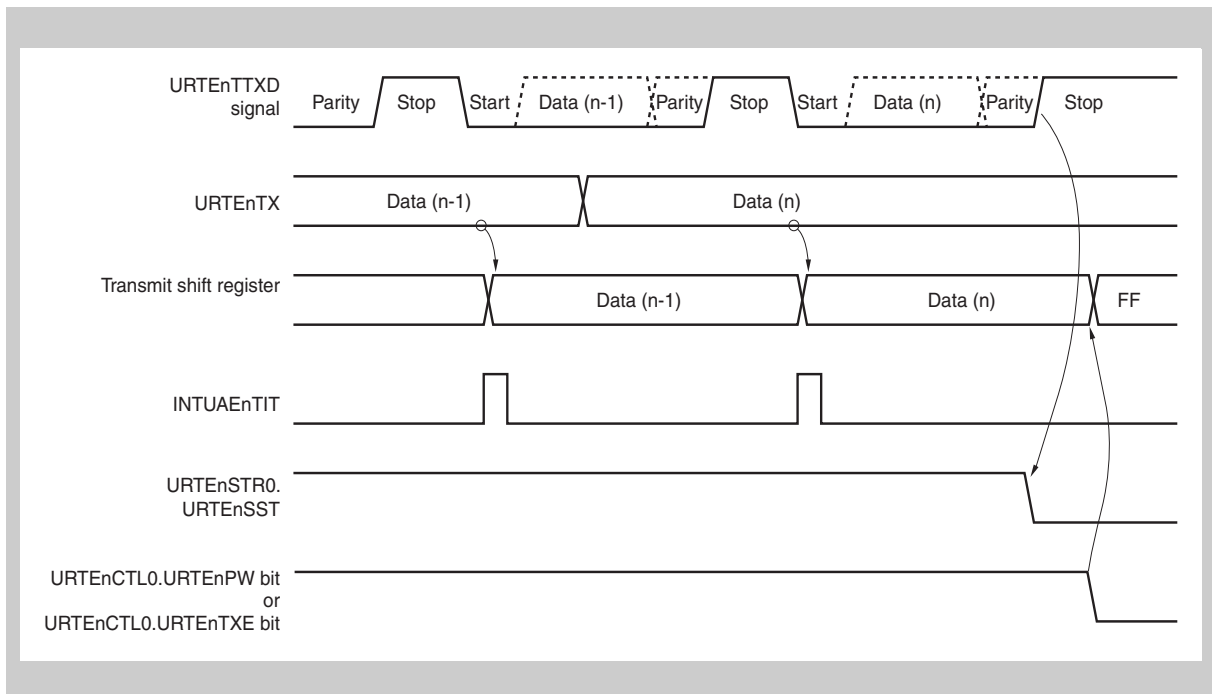 URTEnTTXD
signal
Parity Stop Start Data (n-1) Parity Stop Start Data (n) Parity Stop
URTEnTX
Data (n-1) Data (n)
Transmit shift register
Data (n-1) Data (n) FF
INTUAEnTIT
URTEnSTR0.
URTEnSST
URTEnCTL0.URTEnPW bit
or
URTEnCTL0.URTEnTXE bit